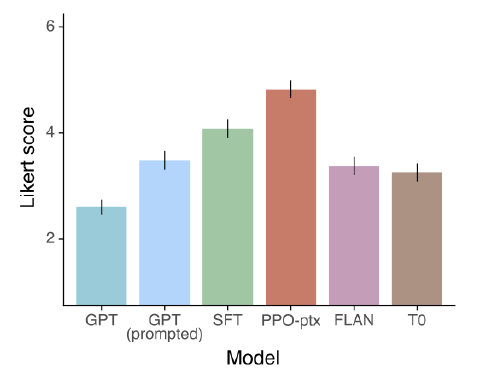 6
4
2
Likert score
GPT
GPT
(prompted)
SFT
PPO-ptx
FLAN
T0
Model